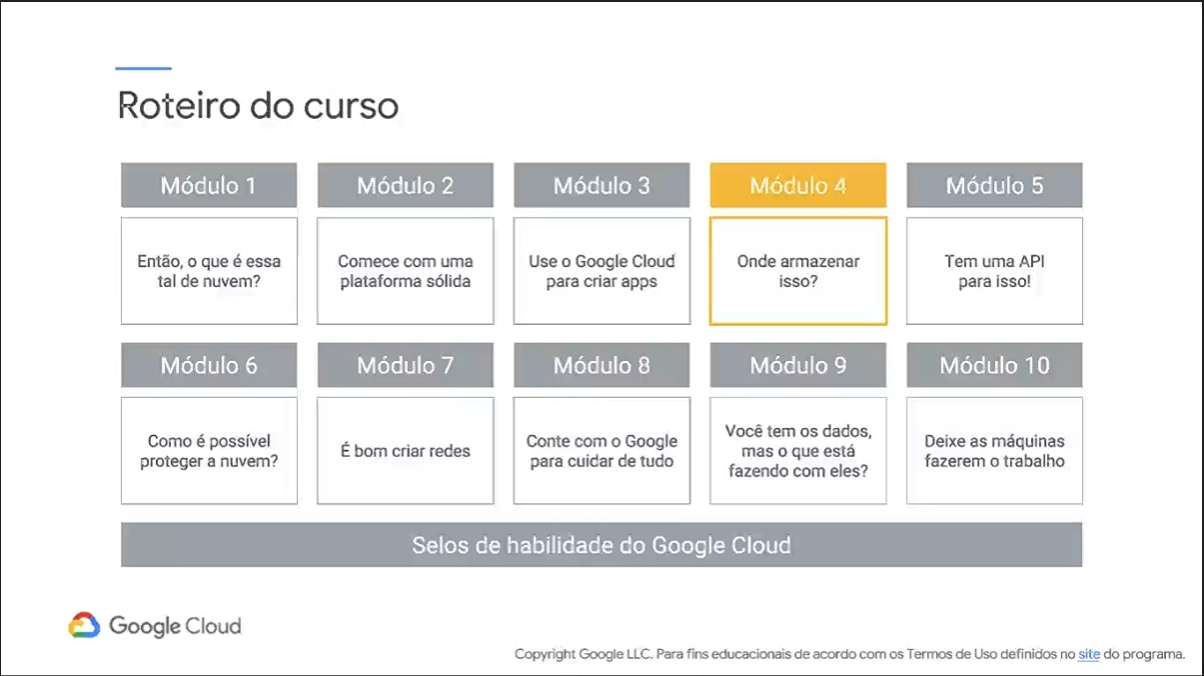 Roteiro do curso
Módulo 1
Módulo 2
Módulo 3
Módulo 4
Módulo 5
Então, o que é essa
tal de nuvem?
Comece com uma
plataforma sólida
Use o Google Cloud
para criar apps
Onde armazenar
isso?
Tem uma API
para isso!
Módulo 6
Módulo 7
Módulo 8
Módulo 9
Módulo 10
Como é possível
proteger a nuvem?
É bom criar redes
Conte com o Google
para cuidar de tudo
Você tem os dados,
mas o que está
fazendo com eles?
Deixe as máquinas
fazerem o trabalho
Selos de habilidade do Google Cloud
Google Cloud
Copyright Google LLC. Para fins educacionais de acordo com os Termos de Uso definidos no site do programa.